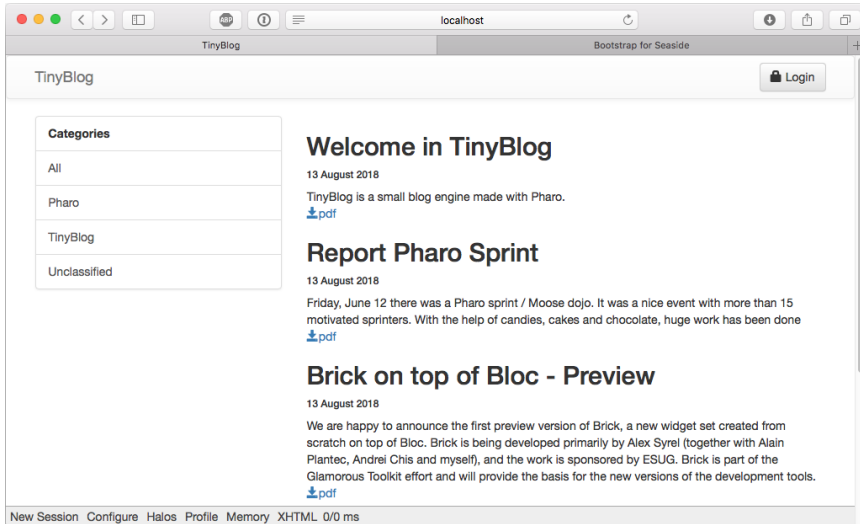 ABP
localhost
TinyBlog
Bootstrap for Seaside
+
TinyBlog
Login
Categories
All
Pharo
TinyBlog
Unclassified
Welcome in TinyBlog
13 August 2018
TinyBlog is a small blog engine made with Pharo.
pdf
Report Pharo Sprint
13 August 2018
Friday, June 12 there was a Pharo sprint / Moose dojo. It was a nice event with more than 15
motivated sprinters. With the help of candies, cakes and chocolate, huge work has been done
pdf
Brick on top of Bloc - Preview
13 August 2018
We are happy to announce the first preview version of Brick, a new widget set created from
scratch on top of Bloc. Brick is being developed primarily by Alex Syrel (together with Alain
Plantec, Andrei Chis and myself), and the work is sponsored by ESUG. Brick is part of the
Glamorous Toolkit effort and will provide the basis for the new versions of the development tools.
pdf
New Session Configure Halos Profile Memory XHTML 0/0 ms